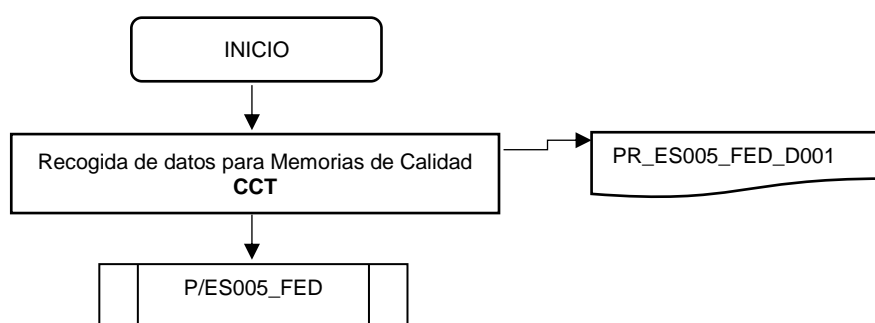 INICIO
Recogida de datos para Memorias de Calidad
CCT
PR_ES005_FED_D001
P/ES005_FED